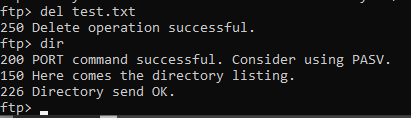 ftp> del test.txt
250 Delete operation successful.
ftp> dir
200 PORT command successful. Consider using PASV.
150 Here comes the directory listing.
226 Directory send OK.
ftp>